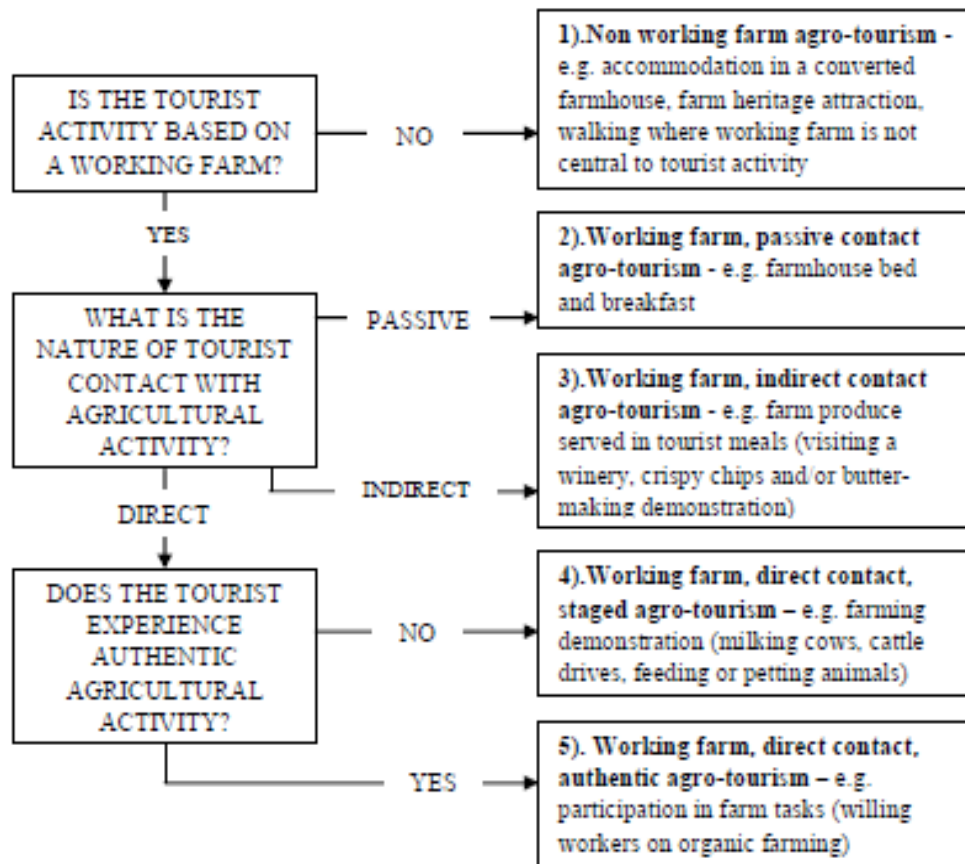 IS THE TOURIST
ACTIVITY BASED ON
A WORKING FARM?
NO
1).Non working farm agro-tourism -
e.g. accommodation in a converted
farmhouse, farm heritage attraction,
walking where working farm is not
central to tourist activity
YES
WHAT IS THE
NATURE OF TOURIST
CONTACT WITH
AGRICULTURAL
ACTIVITY?
PASSIVE
2).Working farm, passive contact
agro-tourism - e.g. farmhouse bed
and breakfast
INDIRECT
3).Working farm, indirect contact
agro-tourism - e.g. farm produce
served in tourist meals (visiting a
winery, crispy chips and/or butter-
making demonstration)
DIRECT
DOES THE TOURIST
EXPERIENCE
AUTHENTIC
AGRICULTURAL
ACTIVITY?
NO
4).Working farm, direct contact,
staged agro-tourism – e.g. farming
demonstration (milking cows, cattle
drives, feeding or petting animals)
YES
5). Working farm, direct contact,
authentic agro-tourism – e.g.
participation in farm tasks (willing
workers on organic farming)